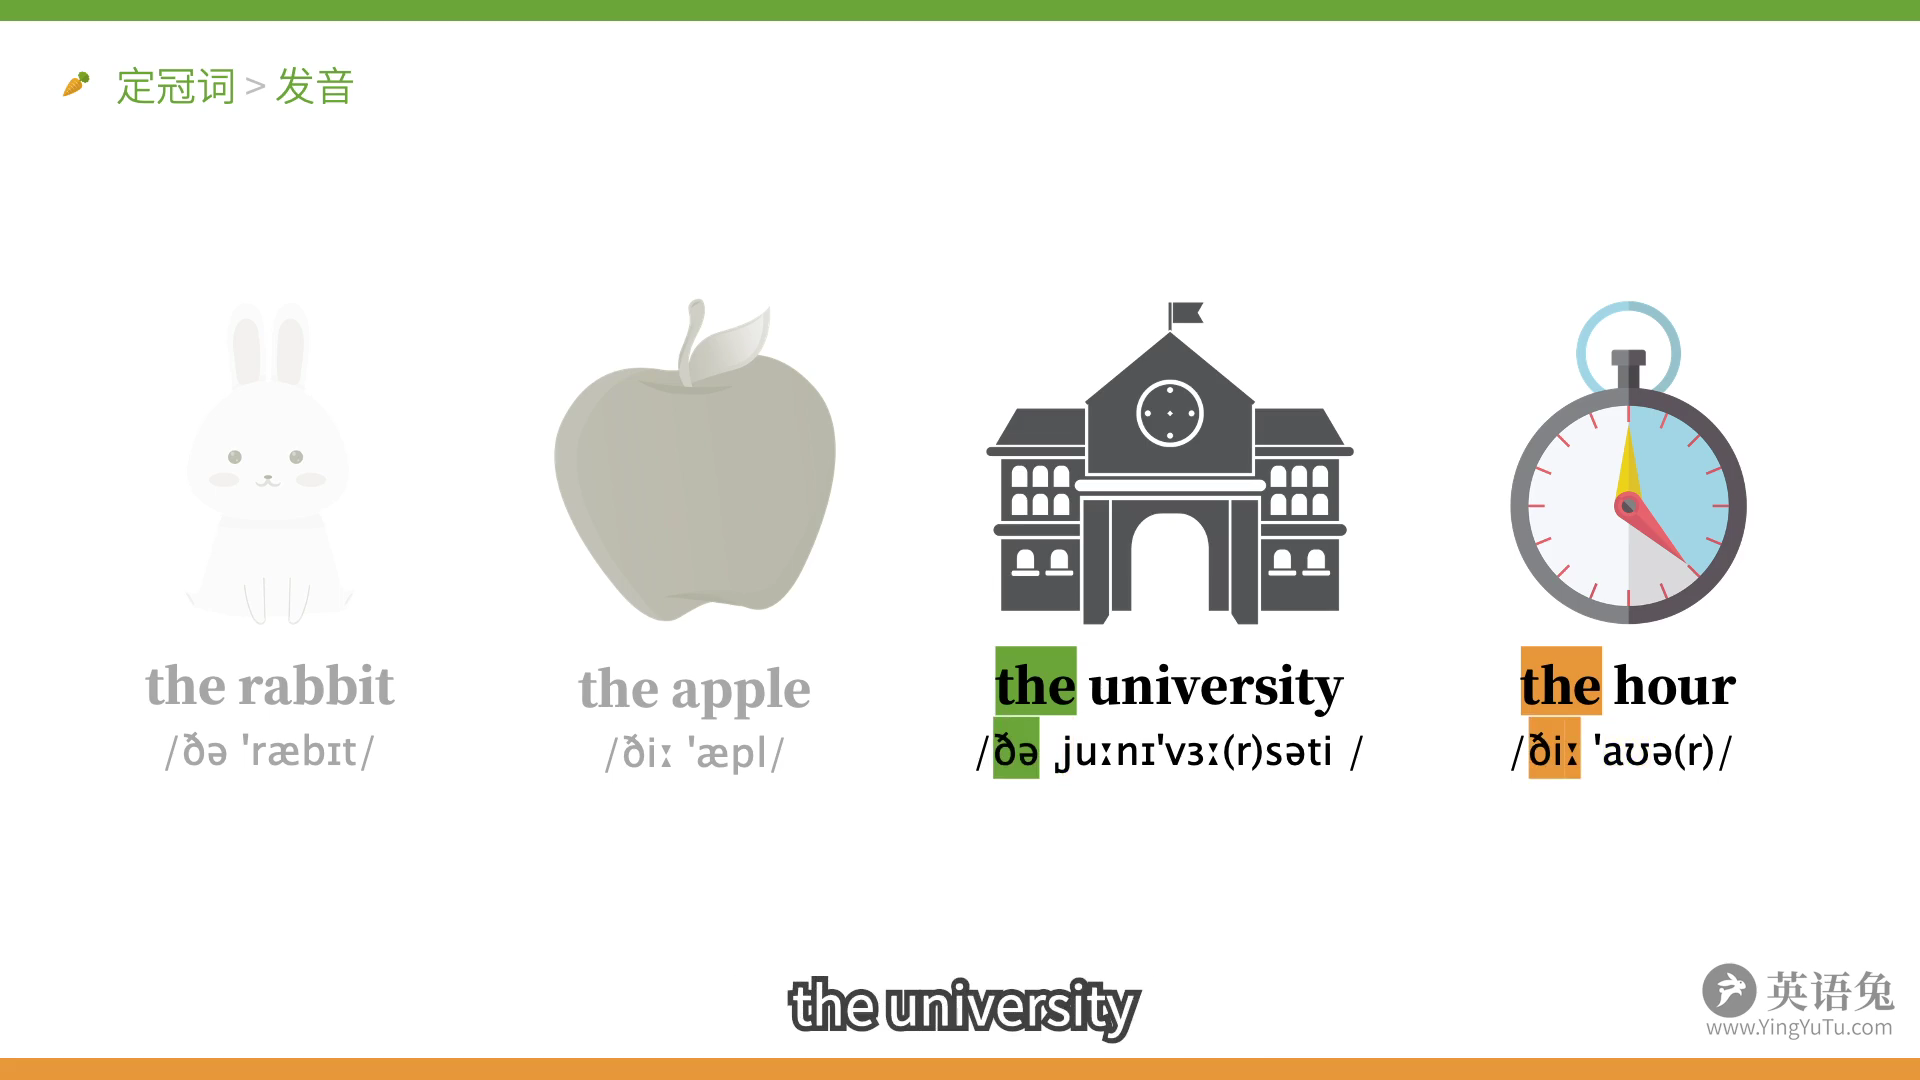 定冠词 > 发音
the rabbit
/ðə 'ræbɪt/
the apple
/ðiː 'æpl/
the university
/ðə ˌjuːnɪ'vɜː(r)səti /
the hour
/ðiː 'aʊə(r)/
the university
英语兔
www.YingYuTu.com